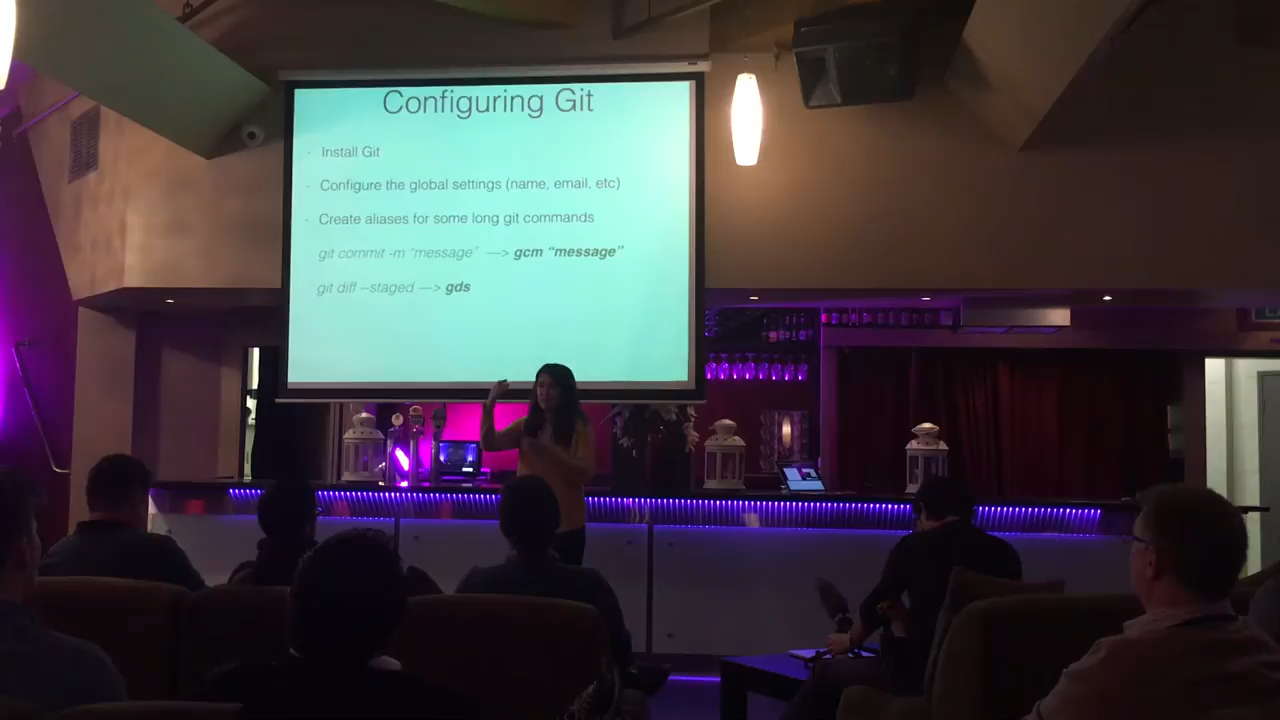 Configuring Git
· Install Git
· Configure the global settings (name, email, etc)
· Create aliases for some long git commands
git commit -m “message” —> gcm “message”
git diff --staged —> gds